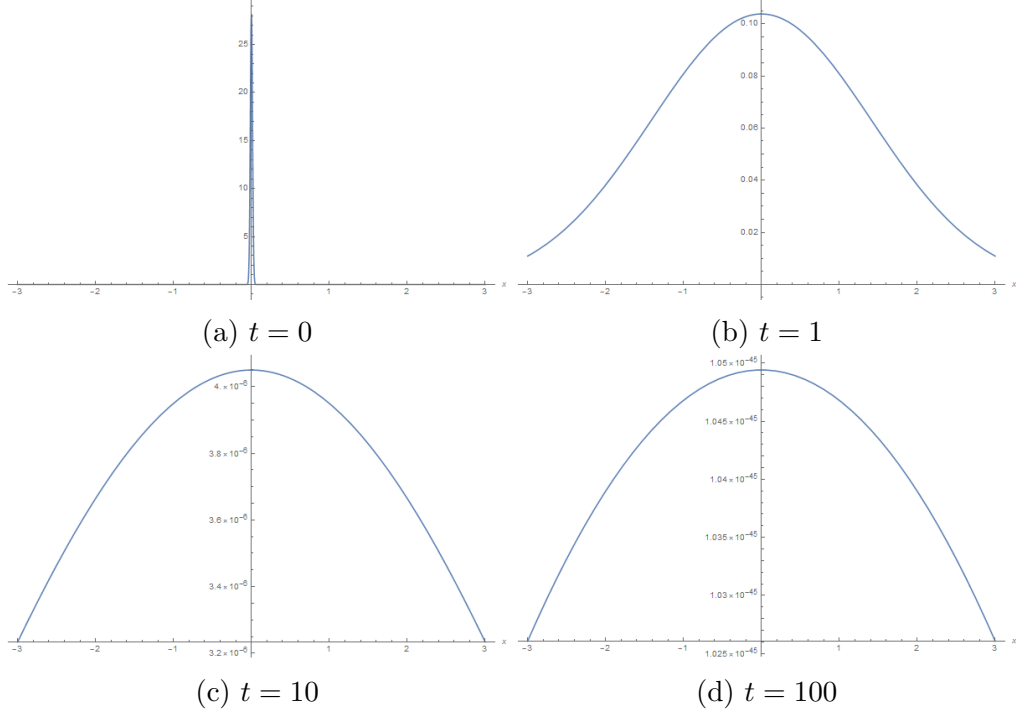 25
20
15
10
5
-3 -2 -1 1 2 3 x
(a) t = 0
0.10
0.08
0.06
0.04
0.02
-3 -2 -1 1 2 3 x
(b) t = 1
4. × 10⁻⁶
3.8 × 10⁻⁶
3.6 × 10⁻⁶
3.4 × 10⁻⁶
3.2 × 10⁻⁶
-3 -2 -1 1 2 3 x
(c) t = 10
1.05 × 10⁻⁴⁵
1.045 × 10⁻⁴⁵
1.04 × 10⁻⁴⁵
1.035 × 10⁻⁴⁵
1.03 × 10⁻⁴⁵
1.025 × 10⁻⁴⁵
-3 -2 -1 1 2 3 x
(d) t = 100